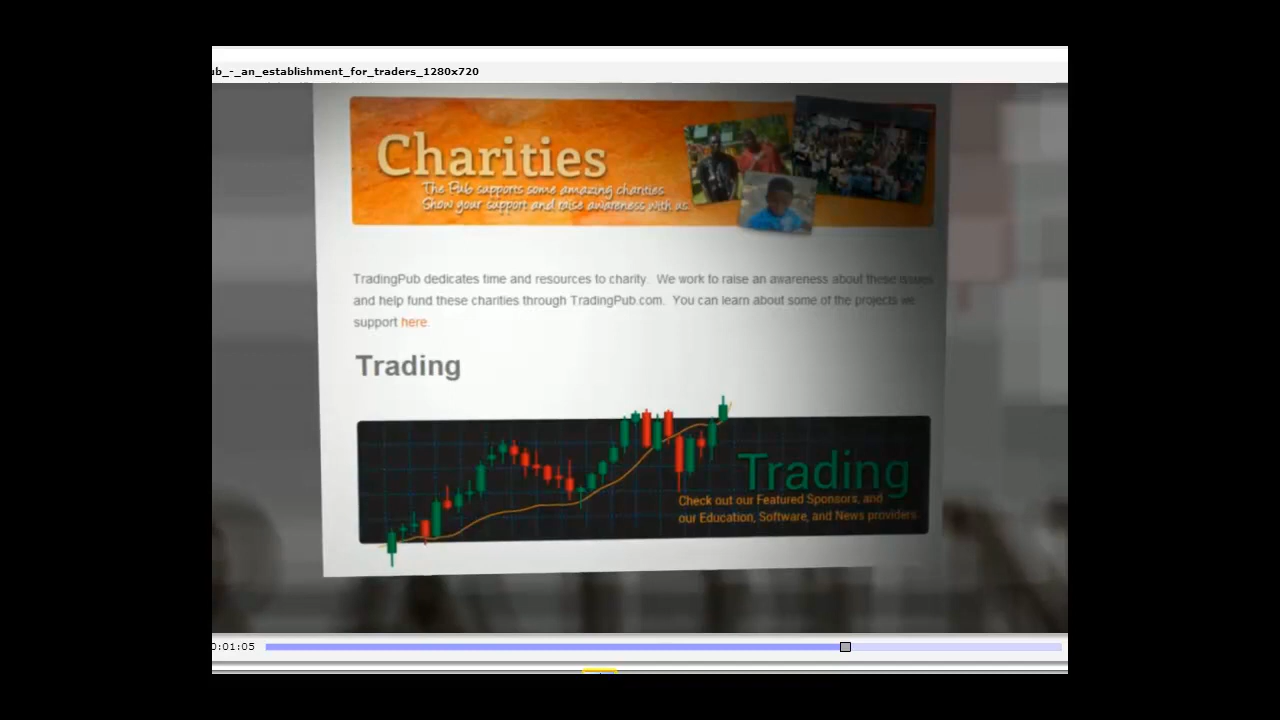 ub_-_an_establishment_for_traders_1280x720
Charities
The Pub supports some amazing charities.
Show your support and raise awareness with us.
TradingPub dedicates time and resources to charity. We work to raise an awareness about these issues
and help fund these charities through TradingPub.com. You can learn about some of the projects we
support here.
Trading
Trading
Check out our Featured Sponsors, and
our Education, Software, and News providers.
0:01:05